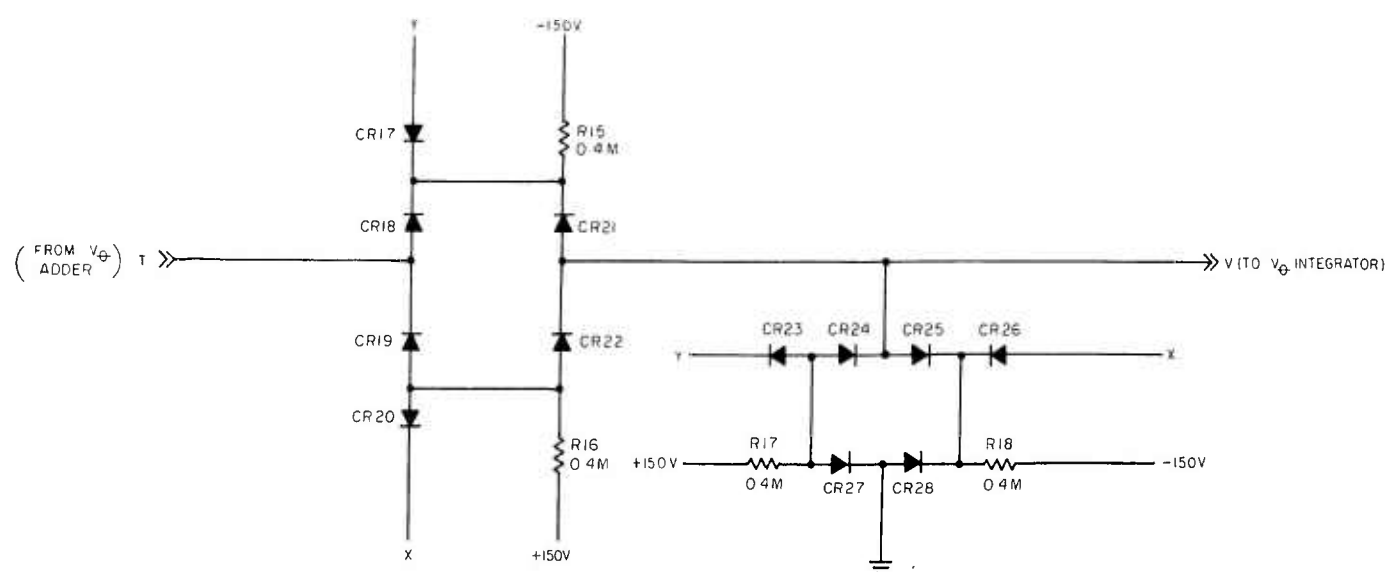 Y
-150V
CR17
R15
0.4M
CR18
CR21
(FROM Vθ ADDER) T
V (TO Vθ INTEGRATOR)
CR19
CR22
CR23
CR24
CR25
CR26
Y
X
CR20
R16
0.4M
R17
R18
+150V
-150V
0.4M
CR27
CR28
0.4M
X
+150V